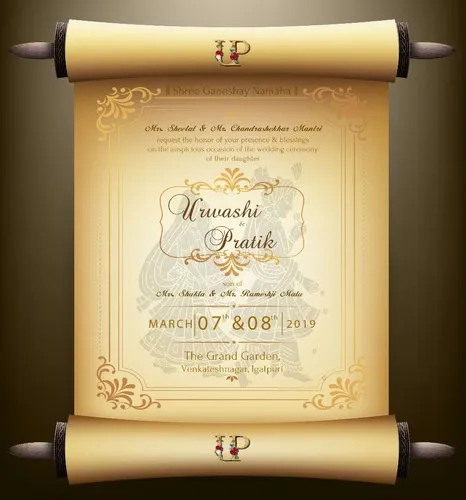 UP
|| Shree Ganeshay Namaha ||
Mrs. Sheetal & Mr. Chandrashekhar Mantri
request the honor of your presence & blessings
on the auspicious occasion of the wedding ceremony
of their daughter
Urwashi
&
Pratik
son of
Mrs. Shukla & Mr. Rameshji Malu
MARCH 07th & 08th 2019
The Grand Garden,
Venkateshnagar, Igatpuri
UP